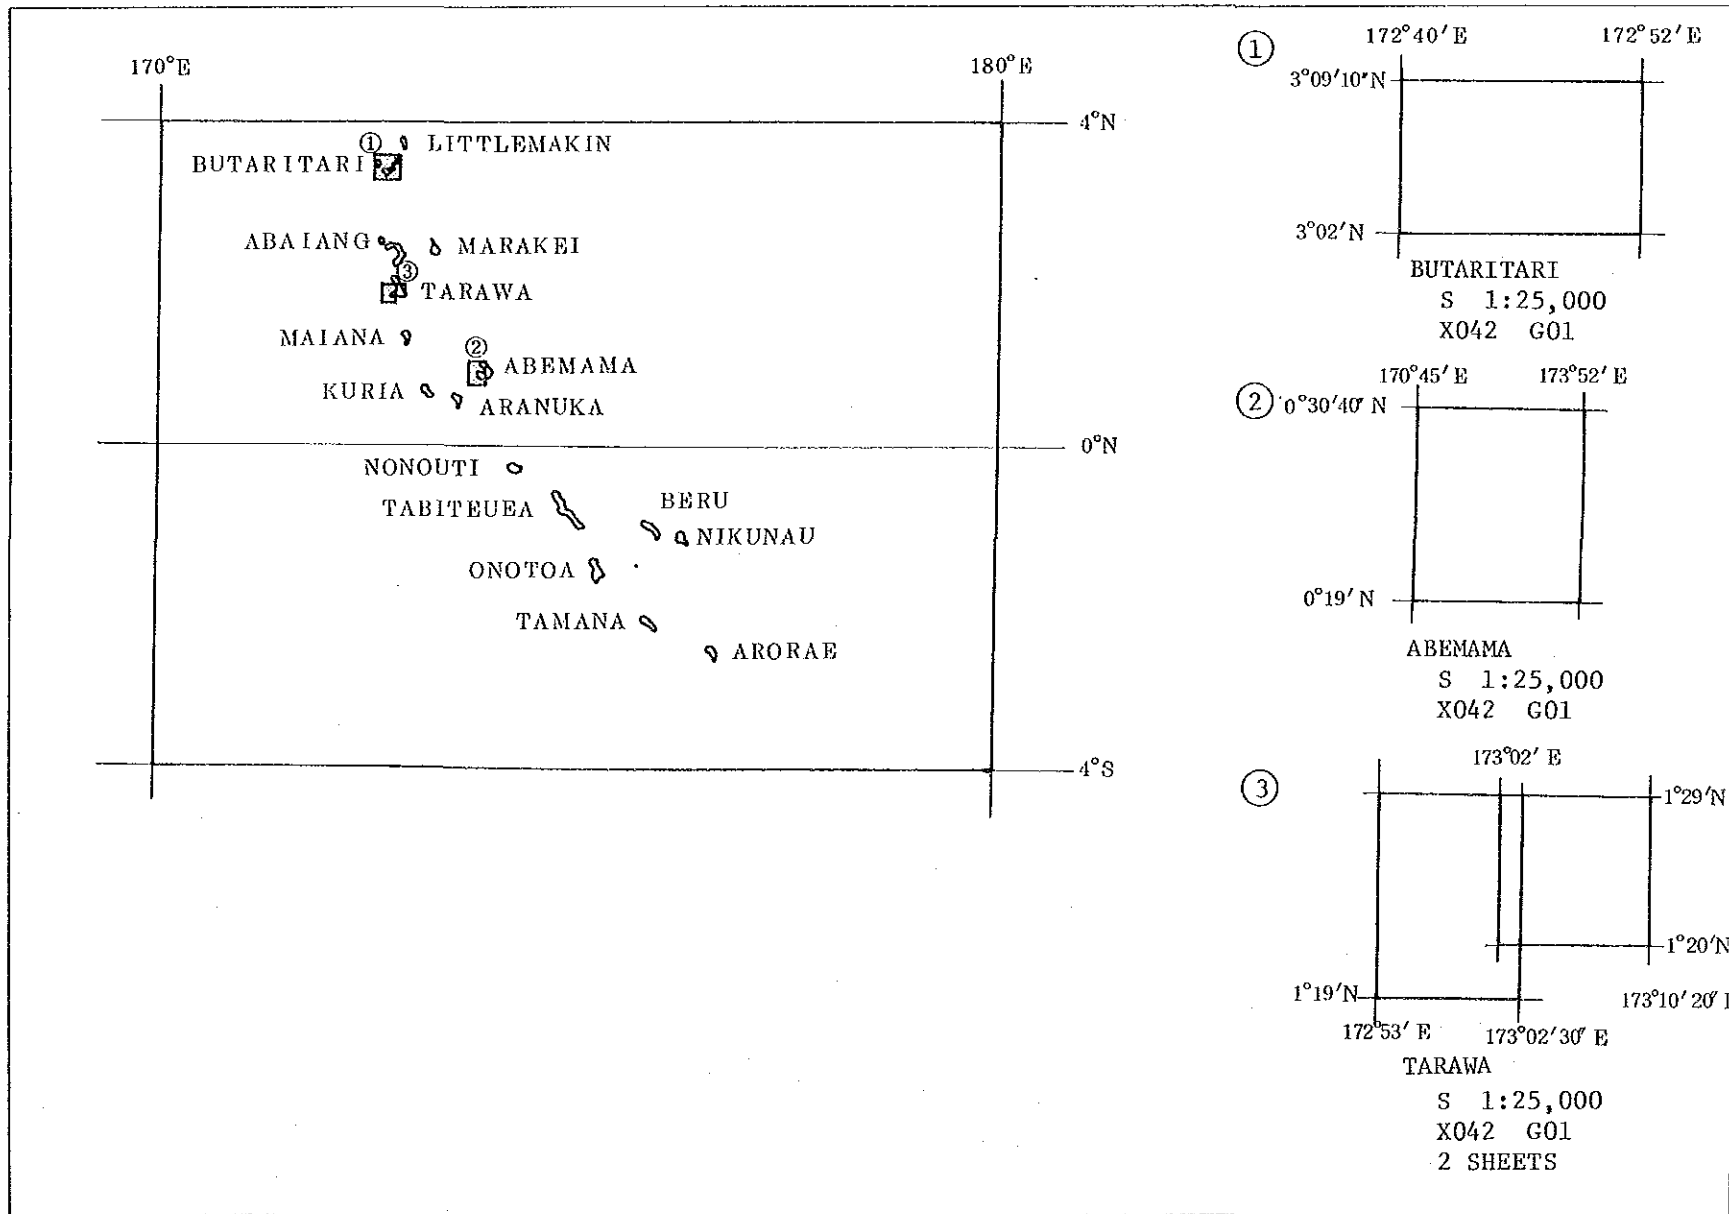 170°E
180°E
4°N
①
LITTLEMAKIN
BUTARITARI
ABAIANG
MARAKEI
③
TARAWA
MAIANA
②
ABEMAMA
KURIA
ARANUKA
0°N
NONOUTI
TABITEUEA
BERU
NIKUNAU
ONOTOA
TAMANA
ARORAE
4°S
①
172°40′E
172°52′E
3°09′10″N
3°02′N
BUTARITARI
S 1:25,000
X042 G01
170°45′E
173°52′E
②
0°30′40″N
0°19′N
ABEMAMA
S 1:25,000
X042 G01
173°02′E
③
1°29′N
1°20′N
1°19′N
173°10′20″
172°53′E
173°02′30″E
TARAWA
S 1:25,000
X042 G01
2 SHEETS